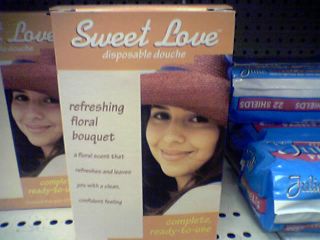 Sweet Love
disposable douche
refreshing
floral
bouquet
a floral scent that
refreshes and leaves
you with a clean,
confident feeling
complete,
ready-to-use
Love
douche
complete
ready-to-u
22 SHIELDS